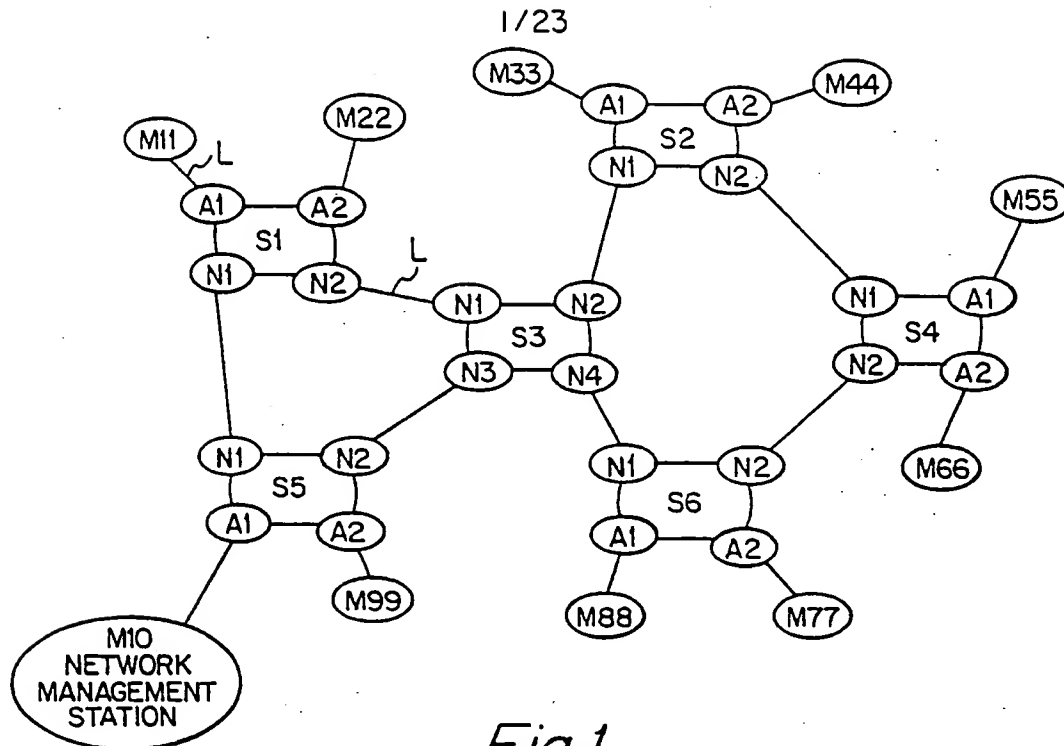 1/23
M33 A1 A2 M44
M11 L M22 S2
N1 N2
A1 A2 M55
S1 L
N1 N2 N1 N2 N1 A1
S3 S4
N3 N4 N2 A2
N1 N2 N1 N2 M66
S5 S6
A1 A2 A1 A2
M99 M88 M77
M10
NETWORK
MANAGEMENT
STATION
Fig.1